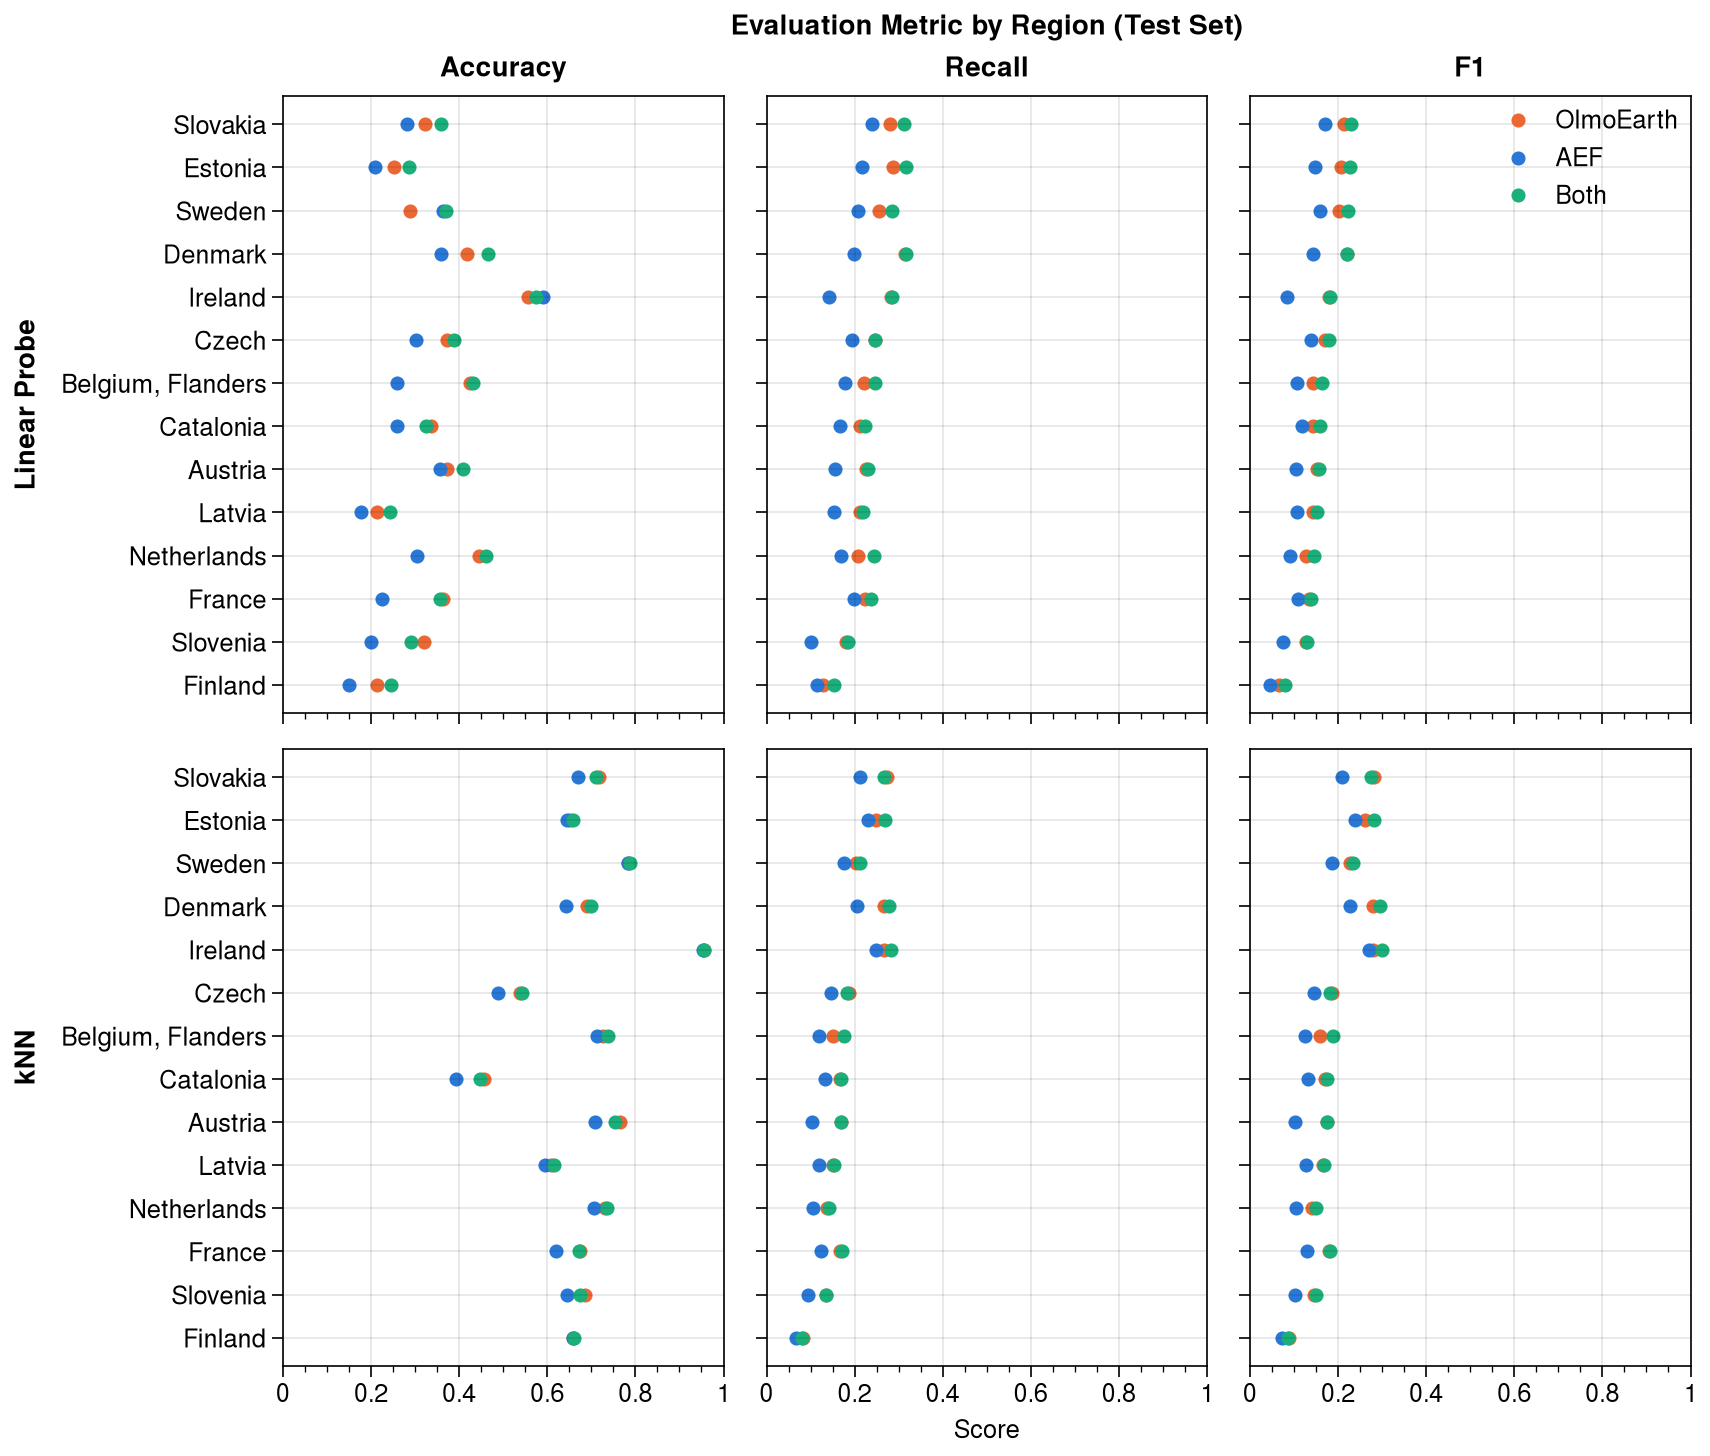 Evaluation Metric by Region (Test Set)
Accuracy
Recall
F1
Linear Probe
Slovakia
Estonia
Sweden
Denmark
Ireland
Czech
Belgium, Flanders
Catalonia
Austria
Latvia
Netherlands
France
Slovenia
Finland
OlmoEarth
AEF
Both
kNN
Slovakia
Estonia
Sweden
Denmark
Ireland
Czech
Belgium, Flanders
Catalonia
Austria
Latvia
Netherlands
France
Slovenia
Finland
0 0.2 0.4 0.6 0.8
0 0.2 0.4 0.6 0.8 1
0 0.2 0.4 0.6 0.8 1
Score